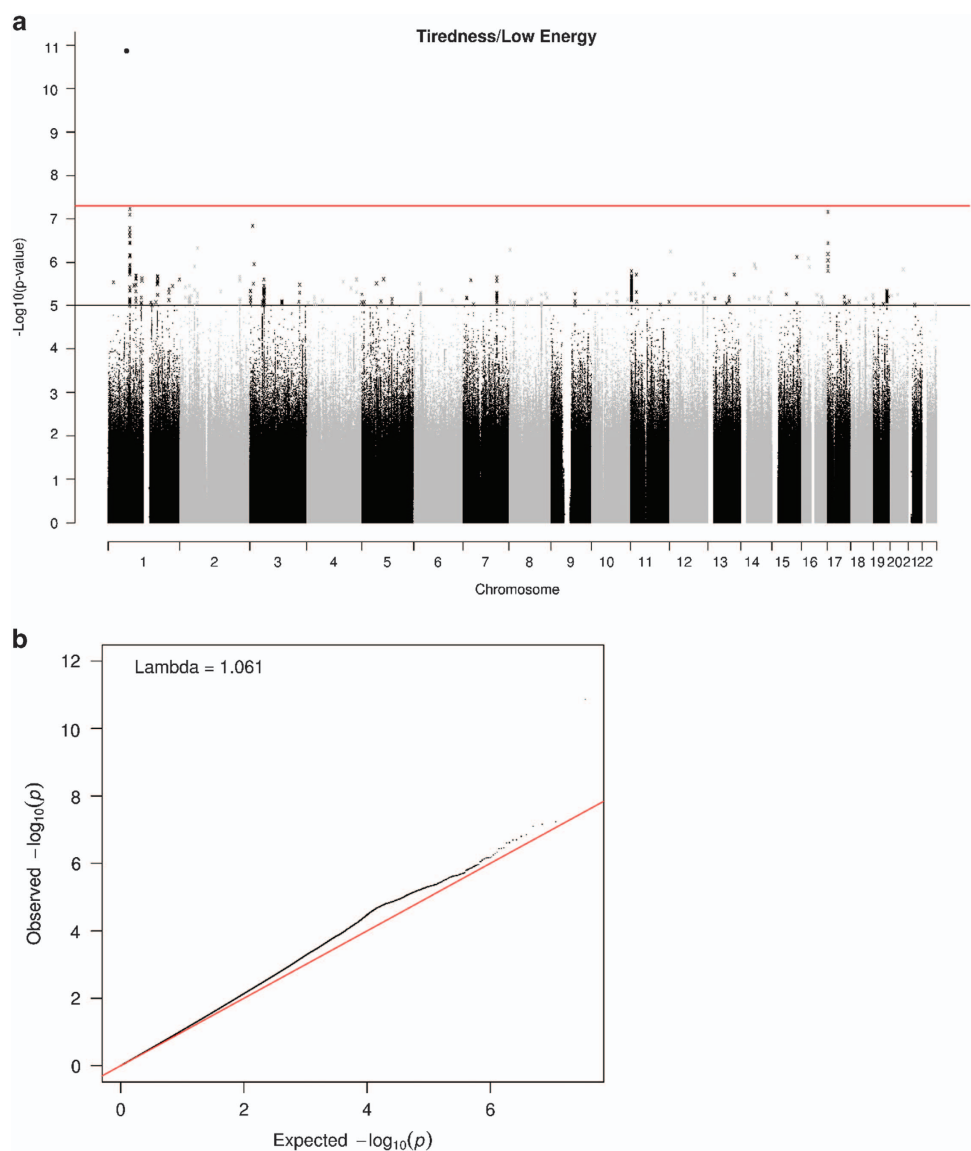 a
Tiredness/Low Energy
11
10
9
8
7
6
5
4
3
2
1
0
-Log10(p-value)
1 2 3 4 5 6 7 8 9 10 11 12 13 14 15 16 17 18 19 20 21 22
Chromosome
b
Lambda = 1.061
12
10
8
6
4
2
0
Observed −log10(p)
0 2 4 6
Expected −log10(p)